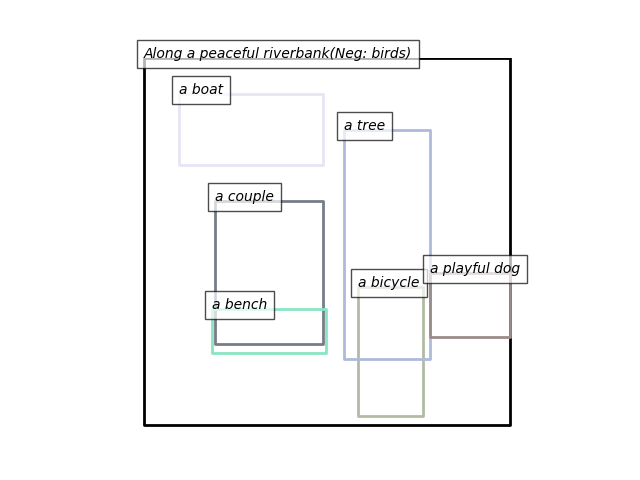 Along a peaceful riverbank(Neg: birds)
a boat
a tree
a couple
a playful dog
a bicycle
a bench